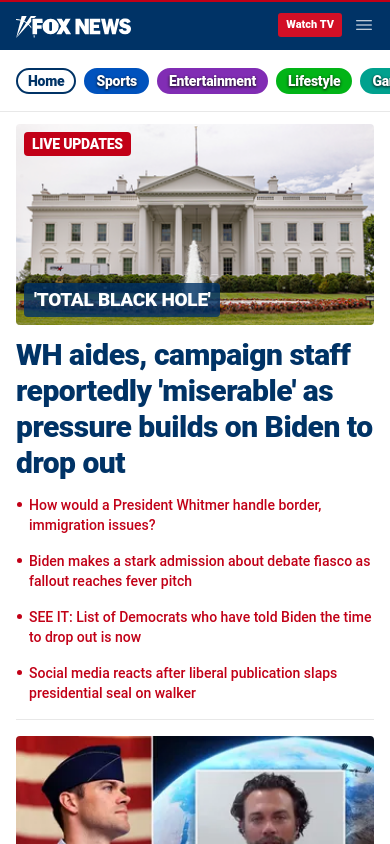 FOX NEWS
Watch TV
Home
Sports
Entertainment
Lifestyle
Ga
LIVE UPDATES
'TOTAL BLACK HOLE'
WH aides, campaign staff
reportedly 'miserable' as
pressure builds on Biden to
drop out
• How would a President Whitmer handle border,
immigration issues?
• Biden makes a stark admission about debate fiasco as
fallout reaches fever pitch
• SEE IT: List of Democrats who have told Biden the time
to drop out is now
• Social media reacts after liberal publication slaps
presidential seal on walker